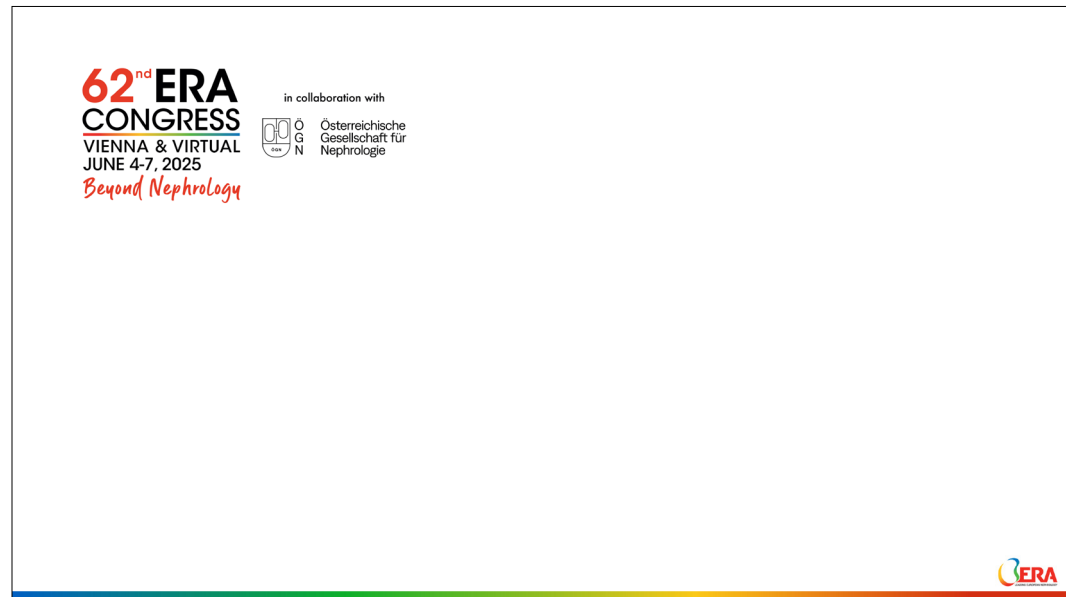 62nd ERA
CONGRESS
VIENNA & VIRTUAL
JUNE 4-7, 2025
Beyond Nephrology
in collaboration with
ÖGN
Ö
G
N
Österreichische
Gesellschaft für
Nephrologie
ERA